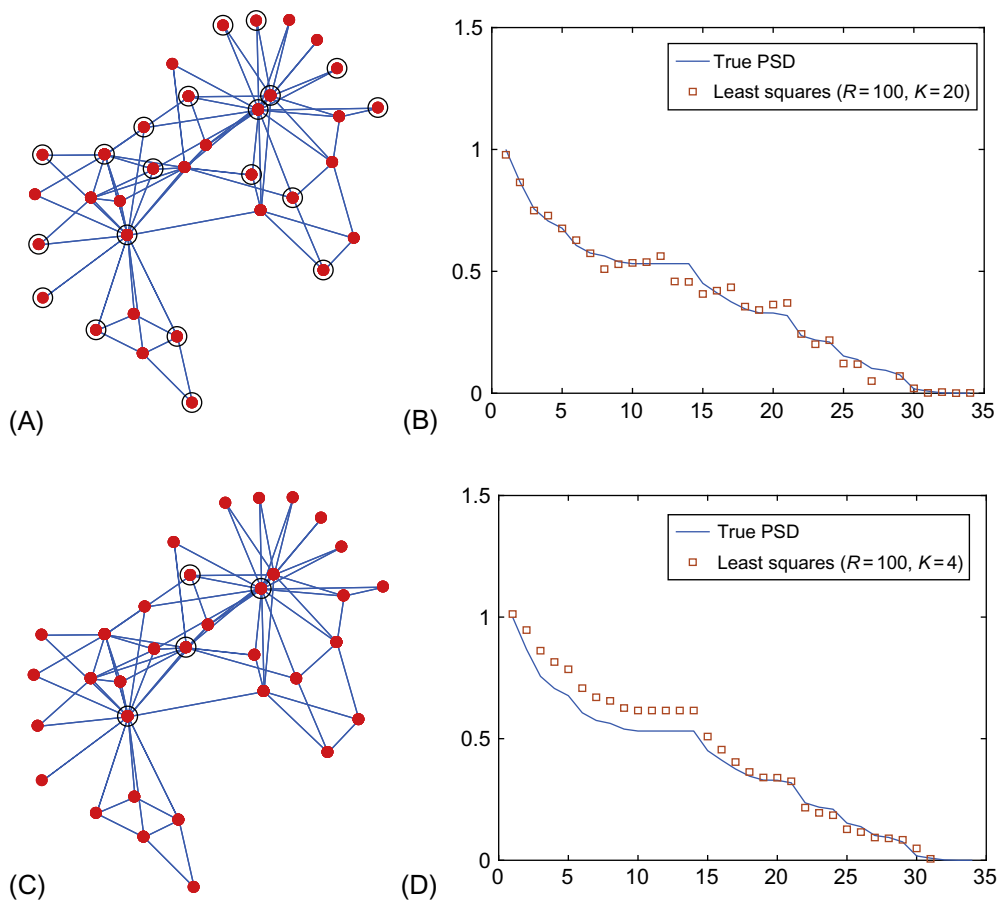 1.5
True PSD
Least squares (R=100, K=20)
1
0.5
0
0 5 10 15 20 25 30 35
(A)
(B)
1.5
True PSD
Least squares (R=100, K=4)
1
0.5
0
0 5 10 15 20 25 30 35
(C)
(D)